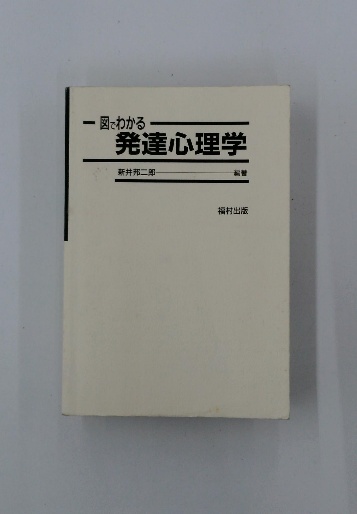 図でわかる
発達心理学
新井邦二郎 編著
福村出版